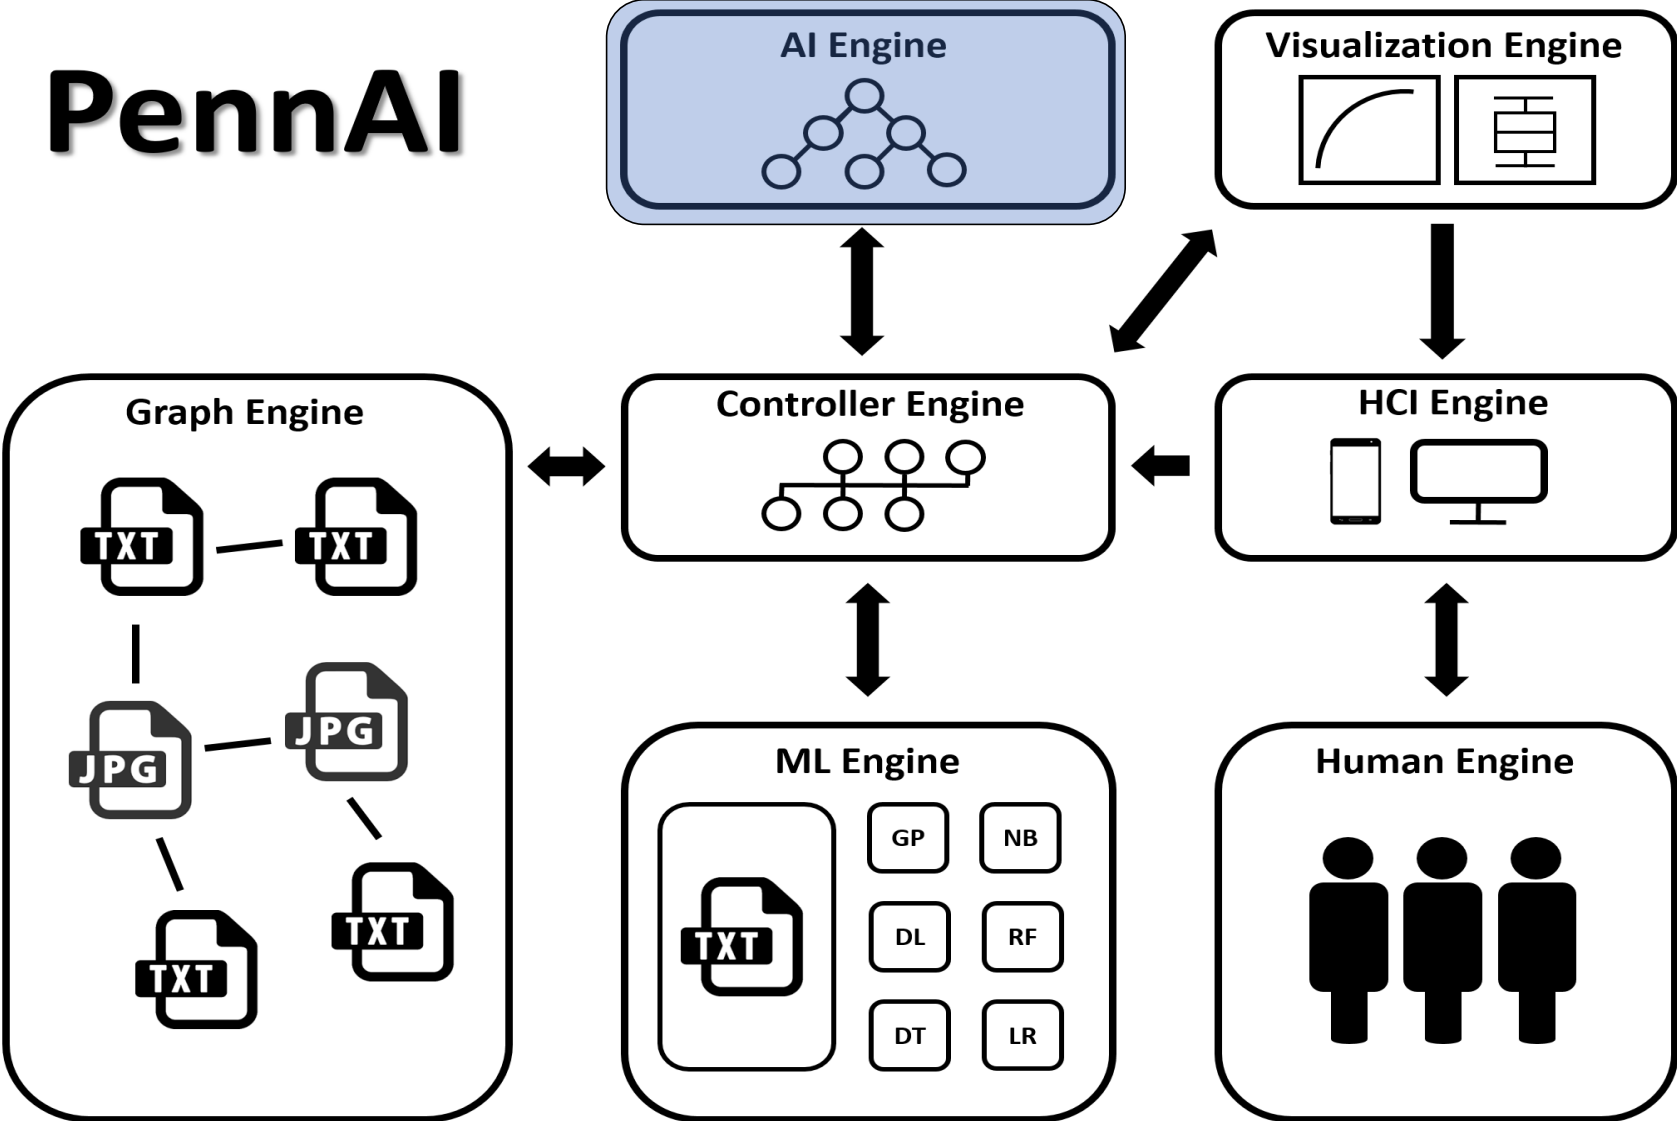 PennAI
AI Engine
Visualization Engine
Graph Engine
TXT
TXT
JPG
JPG
TXT
TXT
Controller Engine
HCI Engine
ML Engine
TXT
GP
NB
DL
RF
DT
LR
Human Engine